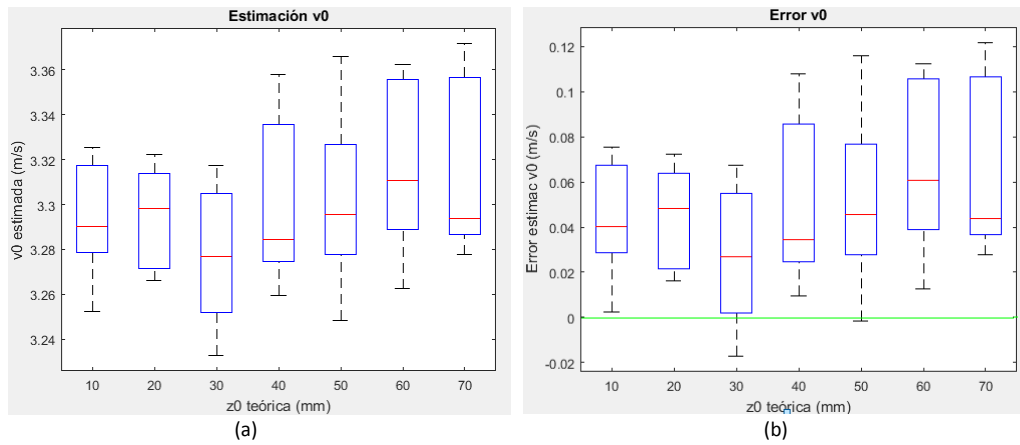 Estimación v0
v0 estimada (m/s)
3.36
3.34
3.32
3.3
3.28
3.26
3.24
10 20 30 40 50 60 70
z0 teórica (mm)
(a)
Error v0
Error estimac v0 (m/s)
0.12
0.1
0.08
0.06
0.04
0.02
0
-0.02
10 20 30 40 50 60 70
z0 teórica (mm)
(b)